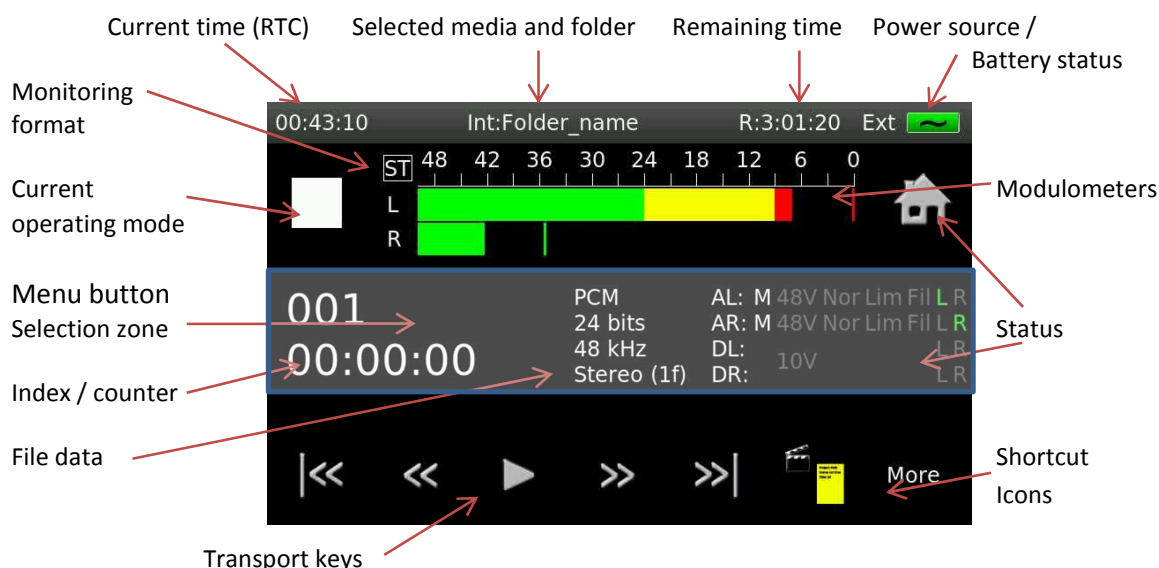 Current time (RTC)
Selected media and folder
Remaining time
Power source /
Battery status
Monitoring
format
00:43:10
Int:Folder_name
R:3:01:20
Ext
ST
48 42 36 30 24 18 12 6 0
L
R
Current
operating mode
Modulometers
Menu button
Selection zone
001
00:00:00
PCM
24 bits
48 kHz
Stereo (1f)
AL: M 48V Nor Lim Fil L R
AR: M 48V Nor Lim Fil L R
DL: L R
10V
DR: L R
Status
Index / counter
File data
|<<
<<
>>
>>|
More
Shortcut
Icons
Transport keys